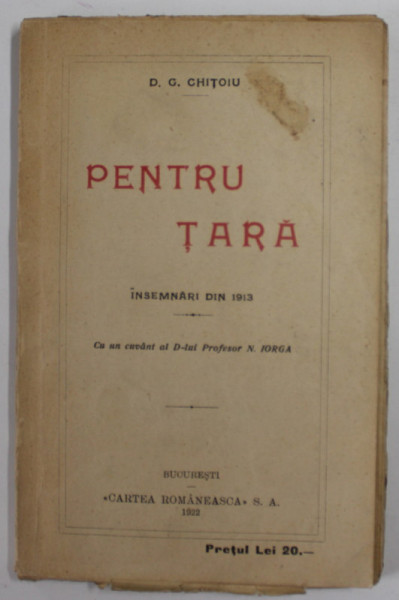 D. G. CHIȚOIU
PENTRU
ȚARĂ
ÎNSEMNĂRI DIN 1913
Cu un cuvânt al D-lui Profesor N. IORGA
BUCUREȘTI
«CARTEA ROMÂNEASCA» S. A.
1922
Prețul Lei 20.—